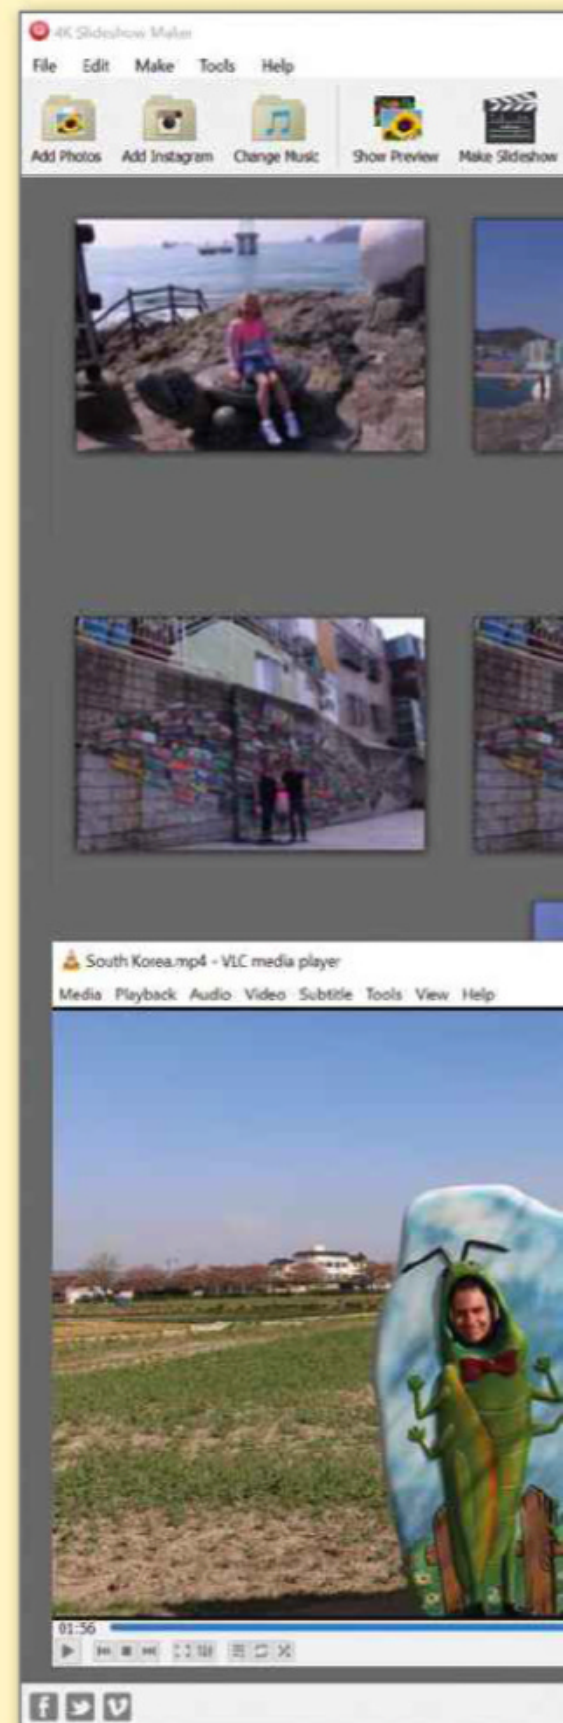 4K Slideshow Maker
File Edit Make Tools Help
Add Photos Add Instagram Change Music Show Preview Make Slideshow
South Korea.mp4 - VLC media player
Media Playback Audio Video Subtitle Tools View Help
01:56